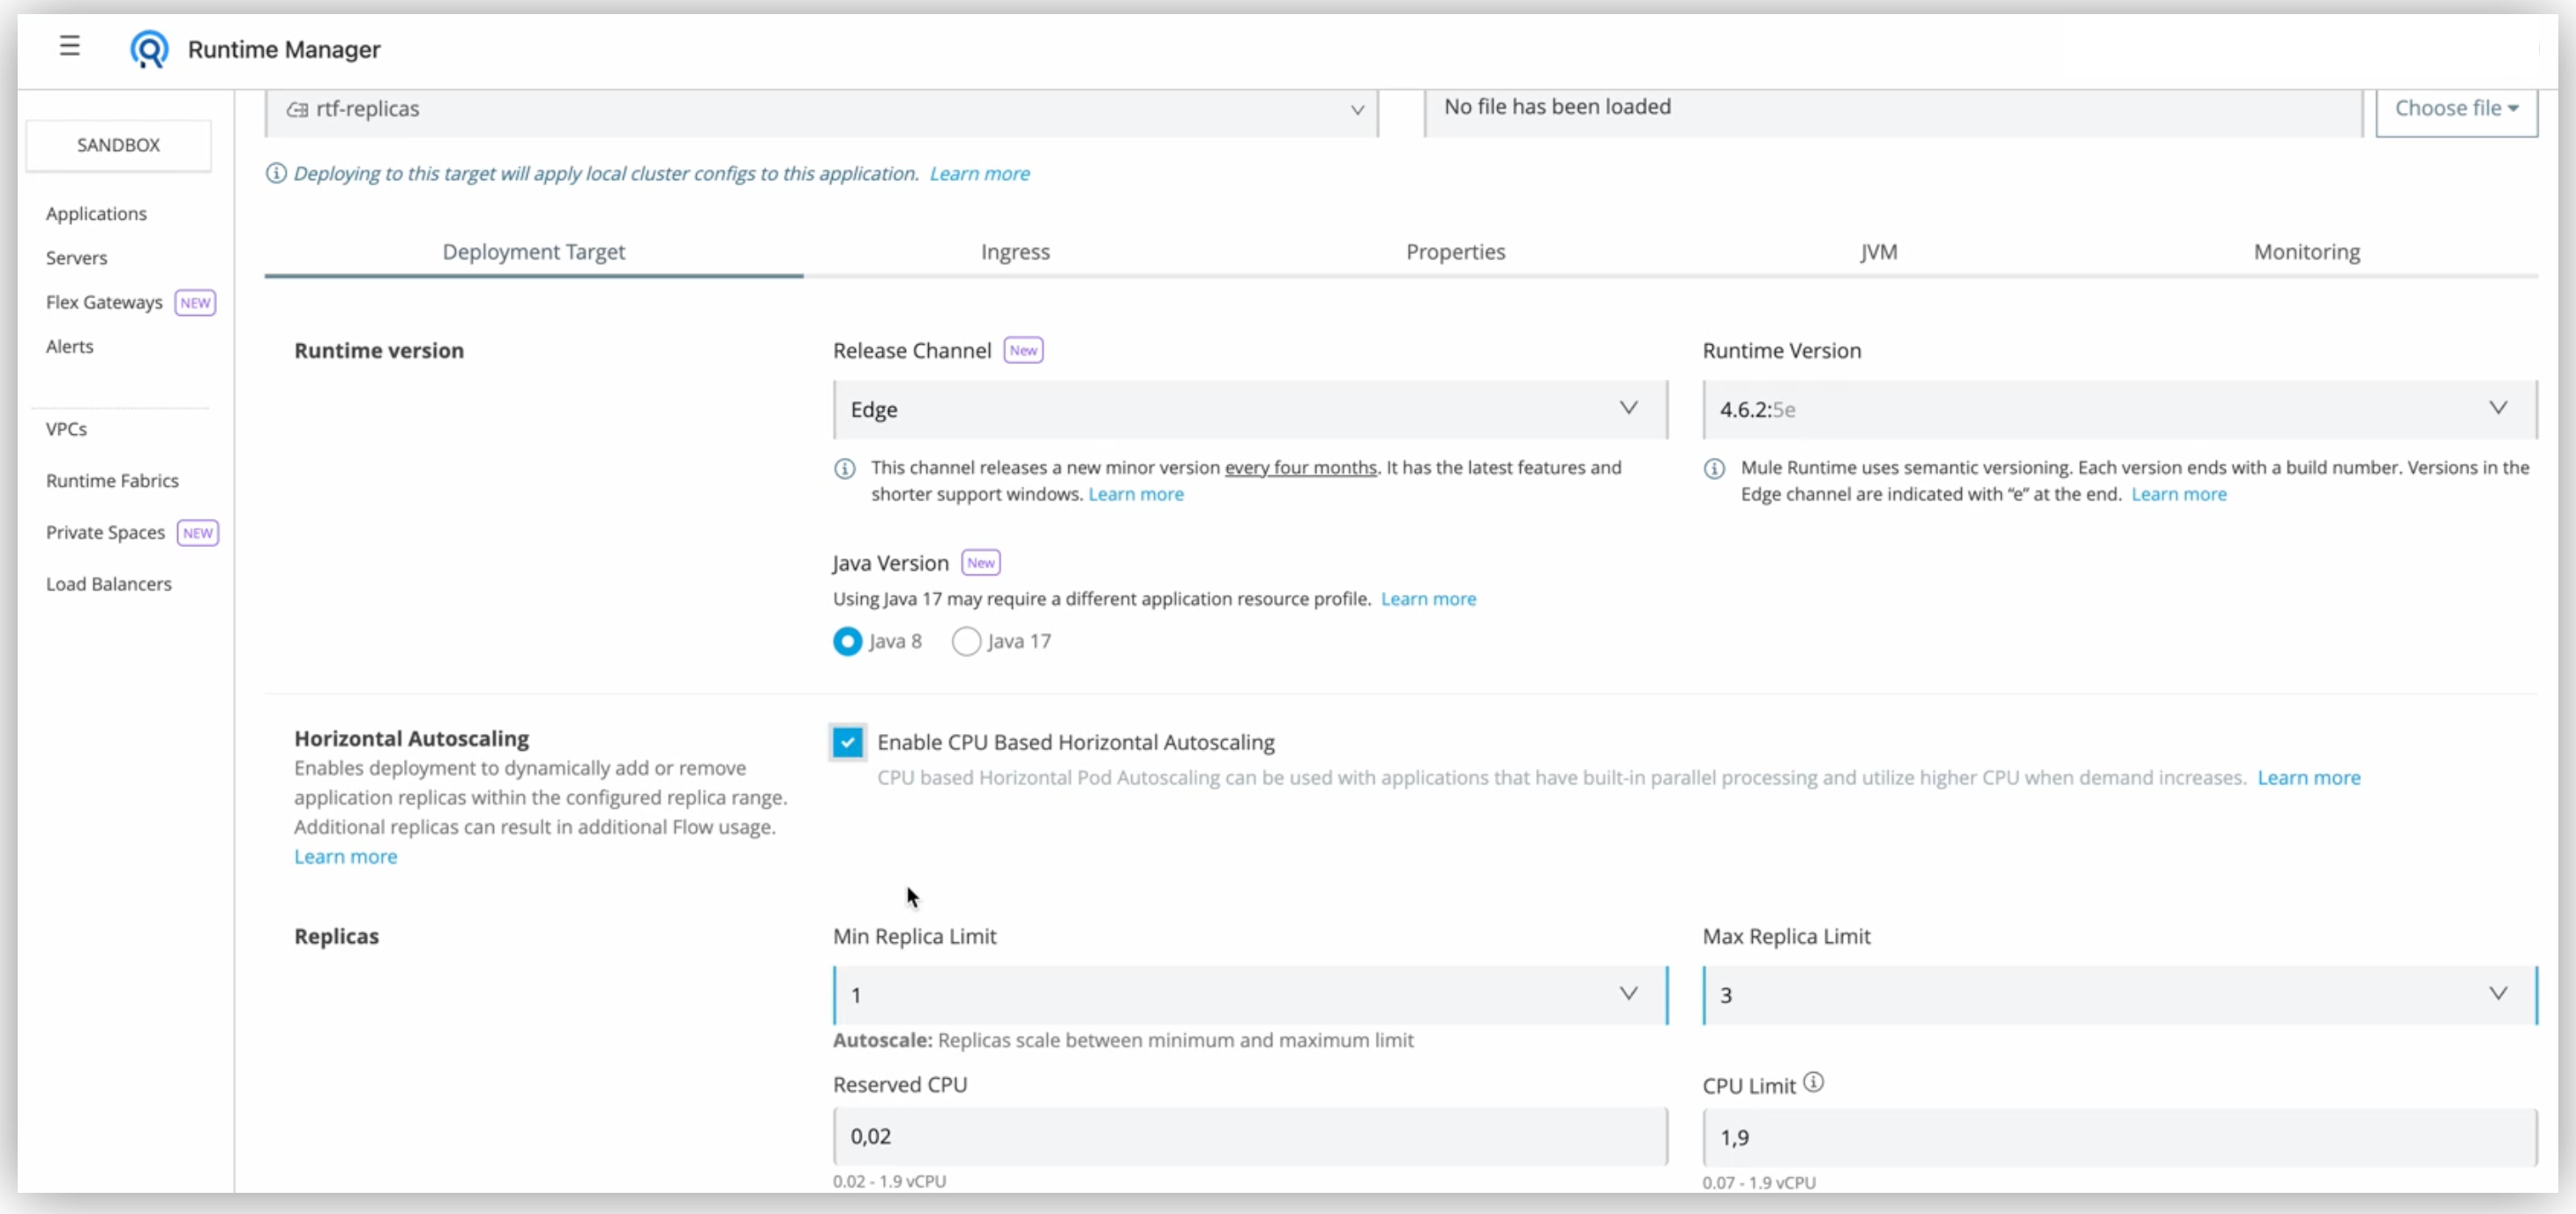 Runtime Manager
rtf-replicas
No file has been loaded
Choose file
SANDBOX
Deploying to this target will apply local cluster configs to this application. Learn more
Applications
Servers
Flex Gateways NEW
Alerts
VPCs
Runtime Fabrics
Private Spaces NEW
Load Balancers
Deployment Target
Ingress
Properties
JVM
Monitoring
Runtime version
Release Channel New
Edge
This channel releases a new minor version every four months. It has the latest features and
shorter support windows. Learn more
Runtime Version
4.6.2:5e
Mule Runtime uses semantic versioning. Each version ends with a build number. Versions in the
Edge channel are indicated with “e” at the end. Learn more
Java Version New
Using Java 17 may require a different application resource profile. Learn more
Java 8
Java 17
Horizontal Autoscaling
Enables deployment to dynamically add or remove
application replicas within the configured replica range.
Additional replicas can result in additional Flow usage.
Learn more
Enable CPU Based Horizontal Autoscaling
CPU based Horizontal Pod Autoscaling can be used with applications that have built-in parallel processing and utilize higher CPU when demand increases. Learn more
Replicas
Min Replica Limit
1
Autoscale: Replicas scale between minimum and maximum limit
Max Replica Limit
3
Reserved CPU
0,02
0.02 - 1.9 vCPU
CPU Limit
1,9
0.07 - 1.9 vCPU